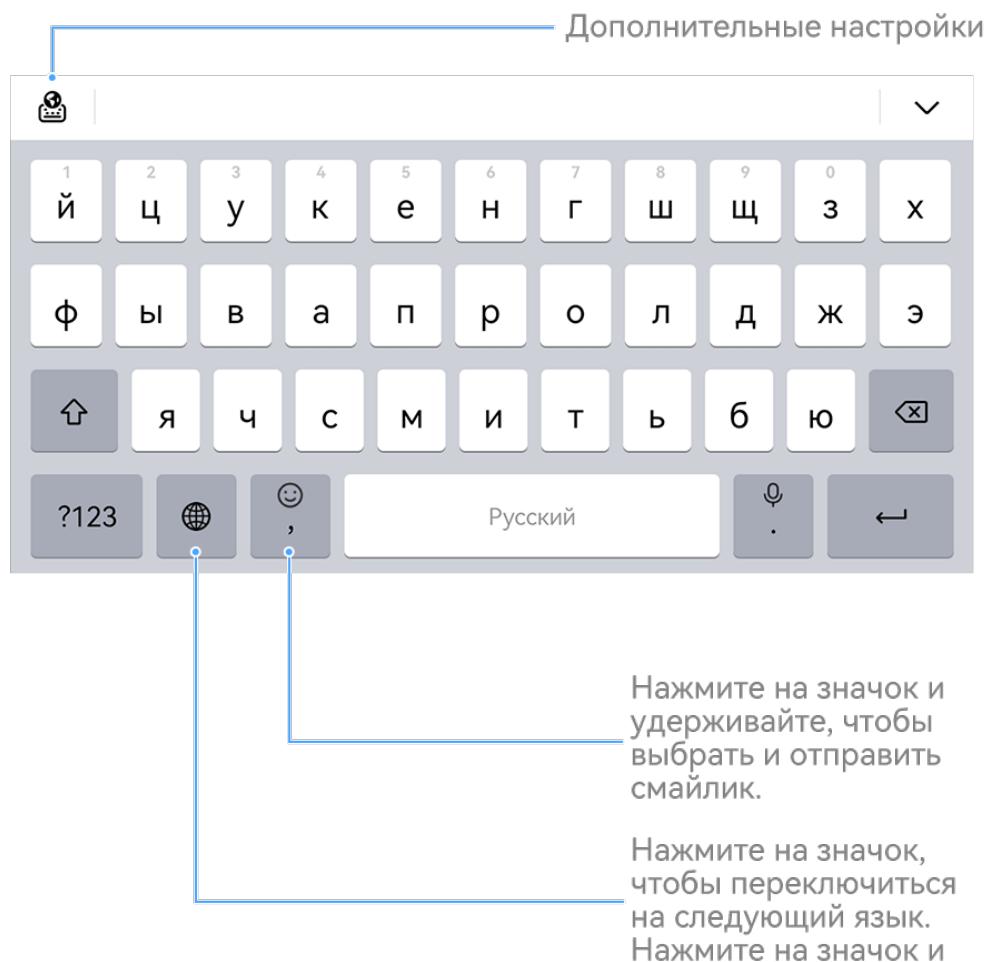 Дополнительные настройки
1 2 3 4 5 6 7 8 9 0
й ц у к е н г ш щ з х
ф ы в а п р о л д ж э
я ч с м и т ь б ю
?123 , Русский .
Нажмите на значок и
удерживайте, чтобы
выбрать и отправить
смайлик.
Нажмите на значок,
чтобы переключиться
на следующий язык.
Нажмите на значок и